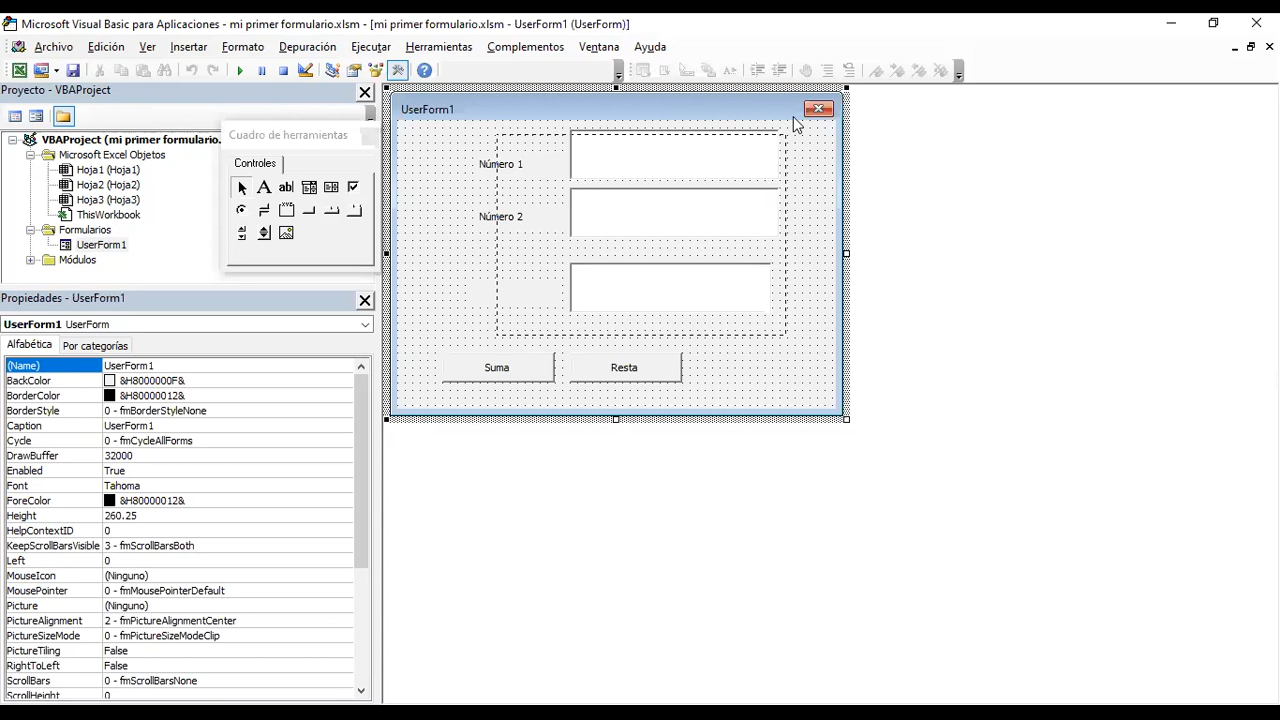 Microsoft Visual Basic para Aplicaciones - mi primer formulario.xlsm - [mi primer formulario.xlsm - UserForm1 (UserForm)]
Archivo Edición Ver Insertar Formato Depuración Ejecutar Herramientas Complementos Ventana Ayuda
Proyecto - VBAProject
VBAProject (mi primer formulario.
Microsoft Excel Objetos
Hoja1 (Hoja1)
Hoja2 (Hoja2)
Hoja3 (Hoja3)
ThisWorkbook
Formularios
UserForm1
Módulos
Cuadro de herramientas
Controles
A ab|
UserForm1
Número 1
Número 2
Suma Resta
Propiedades - UserForm1
UserForm1 UserForm
Alfabética Por categorías
(Name) UserForm1
BackColor &H8000000F&
BorderColor &H80000012&
BorderStyle 0 - fmBorderStyleNone
Caption UserForm1
Cycle 0 - fmCycleAllForms
DrawBuffer 32000
Enabled True
Font Tahoma
ForeColor &H80000012&
Height 260.25
HelpContextID 0
KeepScrollBarsVisible 3 - fmScrollBarsBoth
Left 0
MouseIcon (Ninguno)
MousePointer 0 - fmMousePointerDefault
Picture (Ninguno)
PictureAlignment 2 - fmPictureAlignmentCenter
PictureSizeMode 0 - fmPictureSizeModeClip
PictureTiling False
RightToLeft False
ScrollBars 0 - fmScrollBarsNone
ScrollHeight 0